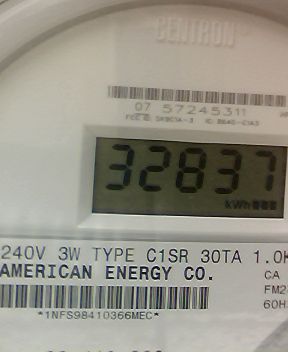 CENTRON
07 57245311
32837
kWh
240V 3W TYPE C1SR 30TA 1.0K
AMERICAN ENERGY CO.
CA
FM2
60H
*1NFS98410366MEC*